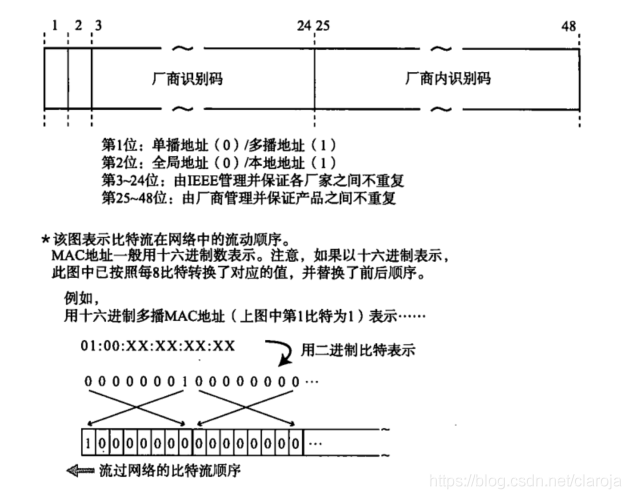 1 2 3 24 25 48
厂商识别码 厂商内识别码
第1位：单播地址（0）/多播地址（1）
第2位：全局地址（0）/本地地址（1）
第3~24位：由IEEE管理并保证各厂家之间不重复
第25~48位：由厂商管理并保证产品之间不重复
*该图表示比特流在网络中的流动顺序。
MAC地址一般用十六进制数表示。注意，如果以十六进制表示，
此图中已按照每8比特转换了对应的值，并替换了前后顺序。
例如，
用十六进制多播MAC地址（上图中第1比特为1）表示……
01:00:XX:XX:XX:XX
用二进制比特表示
0 0 0 0 0 0 0 1 0 0 0 0 0 0 0 0 …
1 0 0 0 0 0 0 0 0 0 0 0 0 0 0 0 …
流过网络的比特流顺序
https://blog.csdn.net/claroja